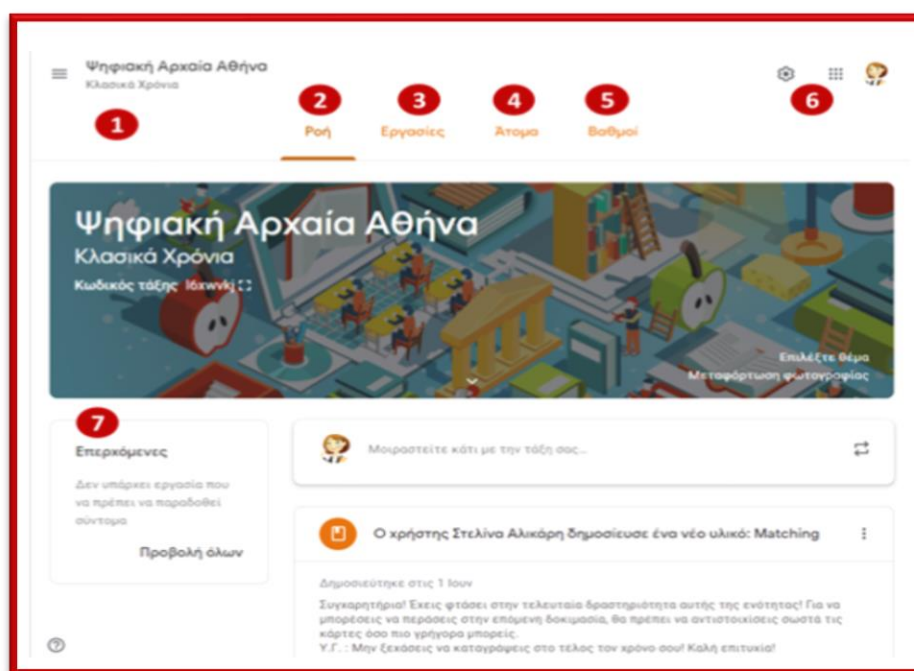 Ψηφιακή Αρχαία Αθήνα
Κλασικά Χρόνια
1
2
3
4
5
6
Ροή
Εργασίες
Άτομα
Βαθμοί
Ψηφιακή Αρχαία Αθήνα
Κλασικά Χρόνια
Κωδικός τάξης l6xwvkj
Επιλέξτε θέμα
Μεταφόρτωση φωτογραφίας
7
Επερχόμενες
Δεν υπάρχει εργασία που
να πρέπει να παραδοθεί
σύντομα
Προβολή όλων
Μοιραστείτε κάτι με την τάξη σας...
Ο χρήστης Στελίνα Αλικάρη δημοσίευσε ένα νέο υλικό: Matching
Δημοσιεύτηκε στις 1 Ιουν
Συγχαρητήρια! Έχεις φτάσει στην τελευταία δραστηριότητα αυτής της ενότητας! Για να
μπορέσεις να περάσεις στην επόμενη δοκιμασία, θα πρέπει να αντιστοιχίσεις σωστά τις
κάρτες όσο πιο γρήγορα μπορείς.
Υ.Γ. : Μην ξεχάσεις να καταγράψεις στο τέλος τον χρόνο σου! Καλή επιτυχία!